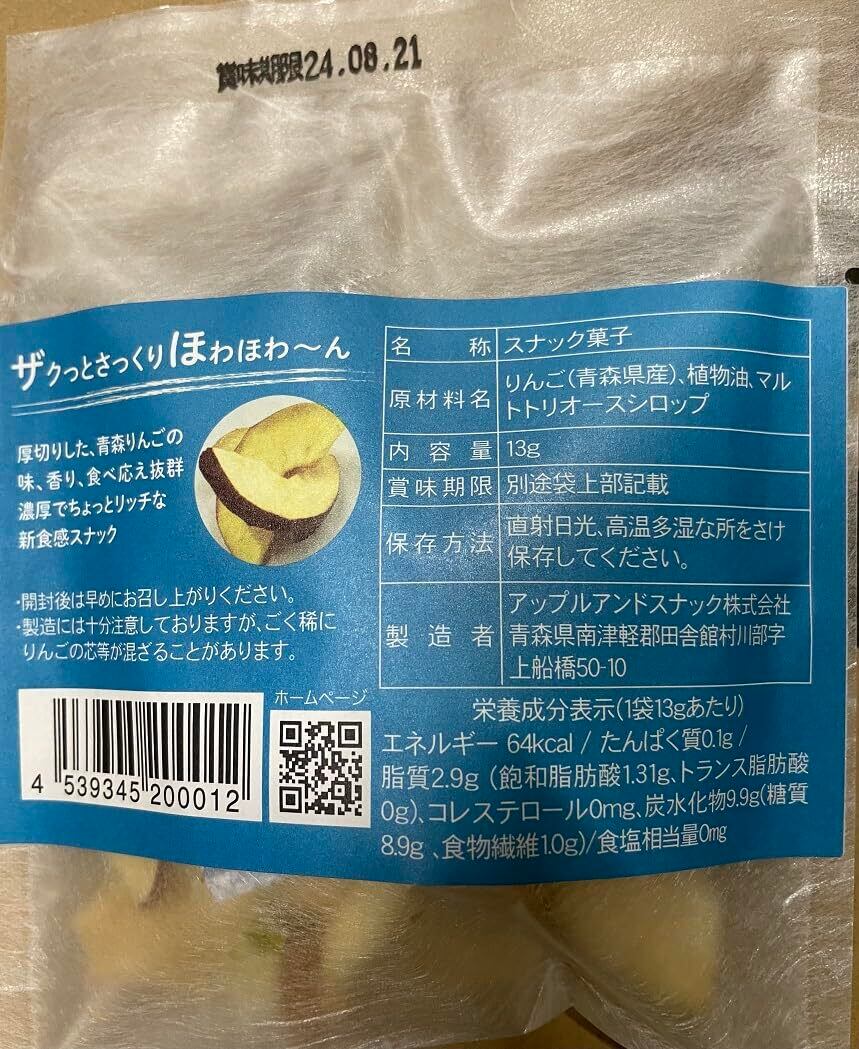 賞味期限24.08.21
ザクっとさっくりほわほわ～ん
厚切りした、青森りんごの
味、香り、食べ応え抜群
濃厚でちょっとリッチな
新食感スナック
・開封後は早めにお召し上がりください。
・製造には十分注意しておりますが、ごく稀に
りんごの芯等が混ざることがあります。
4 539345 200012
ホームページ
名称 スナック菓子
原材料名 りんご(青森県産)、植物油、マル
トトリオースシロップ
内容量 13g
賞味期限 別途袋上部記載
保存方法 直射日光、高温多湿な所をさけ
保存してください。
製造者 アップルアンドスナック株式会社
青森県南津軽郡田舎館村川部字
上船橋50-10
栄養成分表示(1袋13gあたり)
エネルギー 64kcal / たんぱく質0.1g /
脂質2.9g (飽和脂肪酸1.31g、トランス脂肪酸
0g)、コレステロール0mg、炭水化物9.9g(糖質
8.9g 、食物繊維1.0g)/食塩相当量0mg